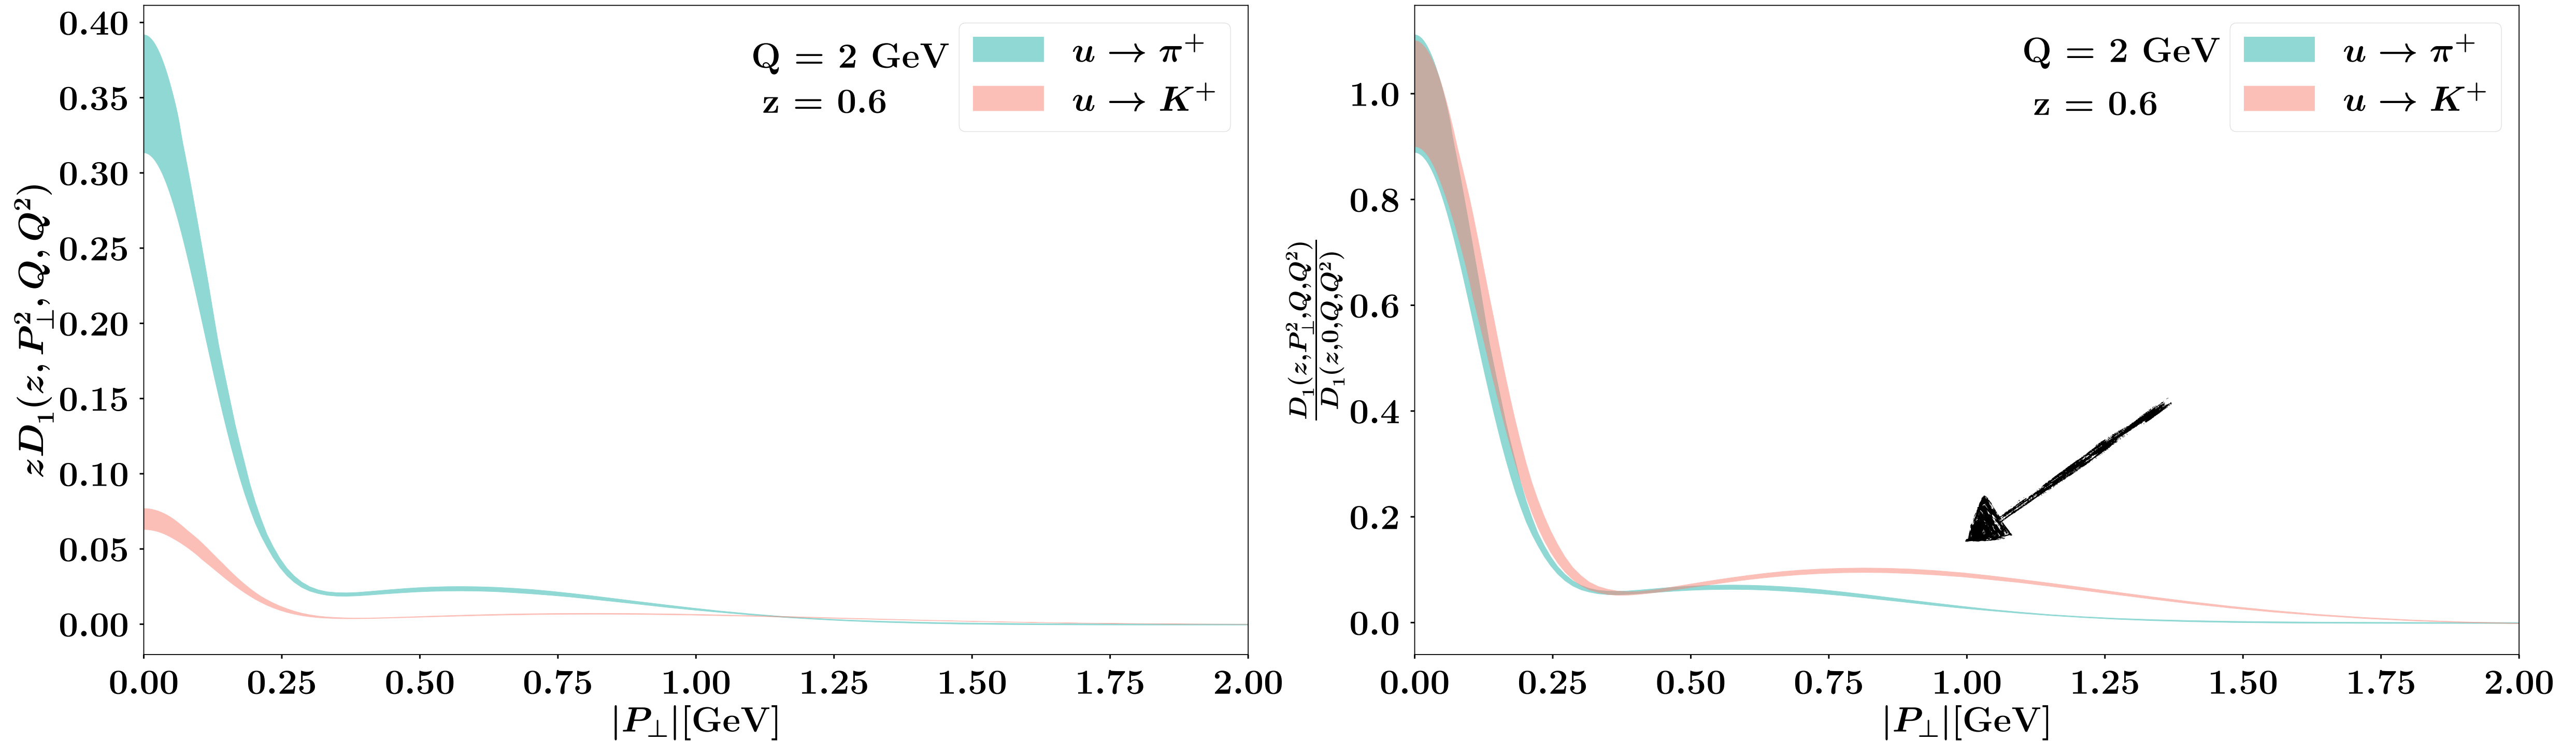 0.40
0.35
0.30
0.25
0.20
0.15
0.10
0.05
0.00
zD₁(z, P²⊥, Q, Q²)
Q = 2 GeV
z = 0.6
u → π⁺
u → K⁺
0.00 0.25 0.50 0.75 1.00 1.25 1.50 1.75 2.00
|P⊥|[GeV]
1.0
0.8
0.6
0.4
0.2
0.0
D₁(z,P²⊥,Q,Q²)
D₁(z,0,Q,Q²)
Q = 2 GeV
z = 0.6
u → π⁺
u → K⁺
0.00 0.25 0.50 0.75 1.00 1.25 1.50 1.75 2.00
|P⊥|[GeV]